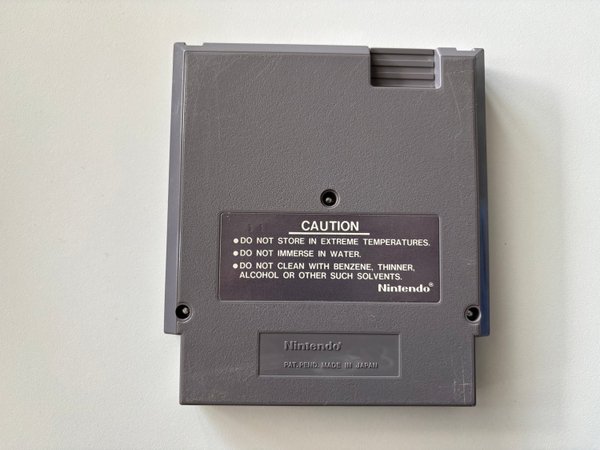 CAUTION
●DO NOT STORE IN EXTREME TEMPERATURES.
●DO NOT IMMERSE IN WATER.
●DO NOT CLEAN WITH BENZENE, THINNER,
ALCOHOL OR OTHER SUCH SOLVENTS.
Nintendo®
Nintendo®
PAT. PEND. MADE IN JAPAN